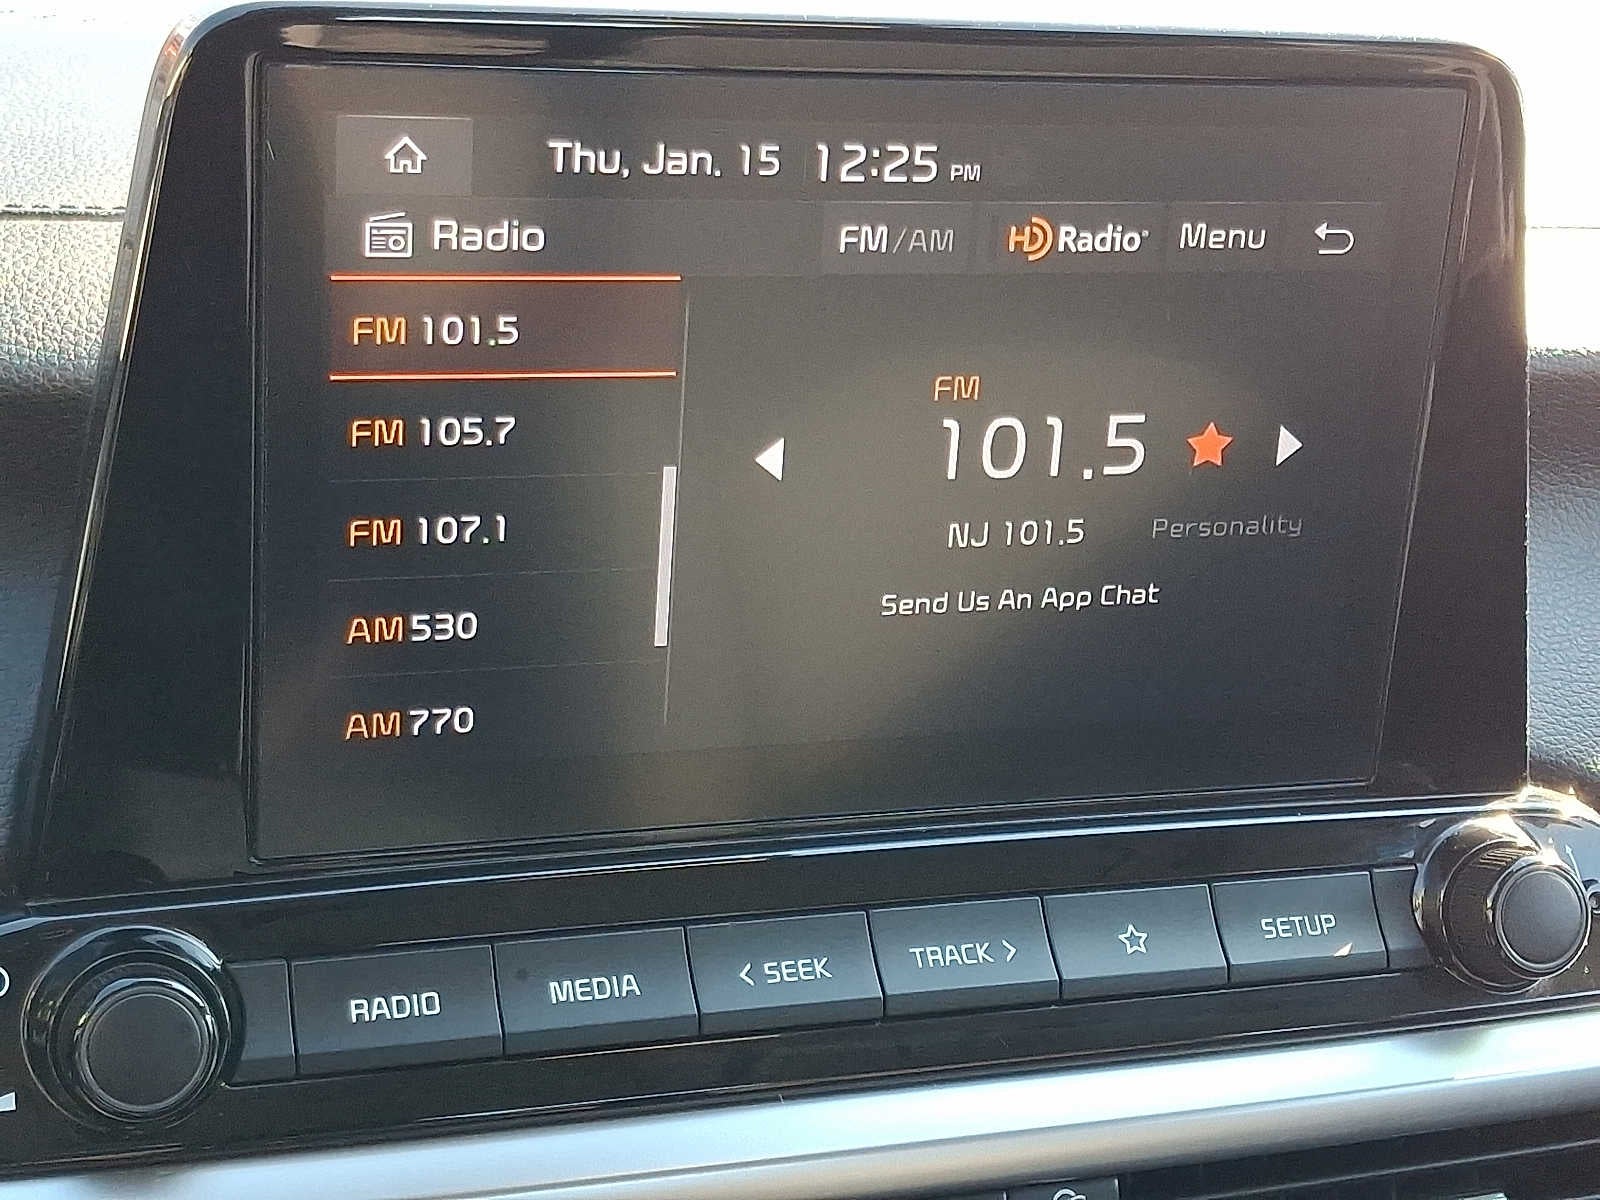 Thu, Jan. 15 12:25 PM
Radio FM/AM HD Radio Menu
FM 101.5
FM 105.7
FM 107.1
AM 530
AM 770
FM
101.5
NJ 101.5 Personality
Send Us An App Chat
RADIO MEDIA < SEEK TRACK > SETUP